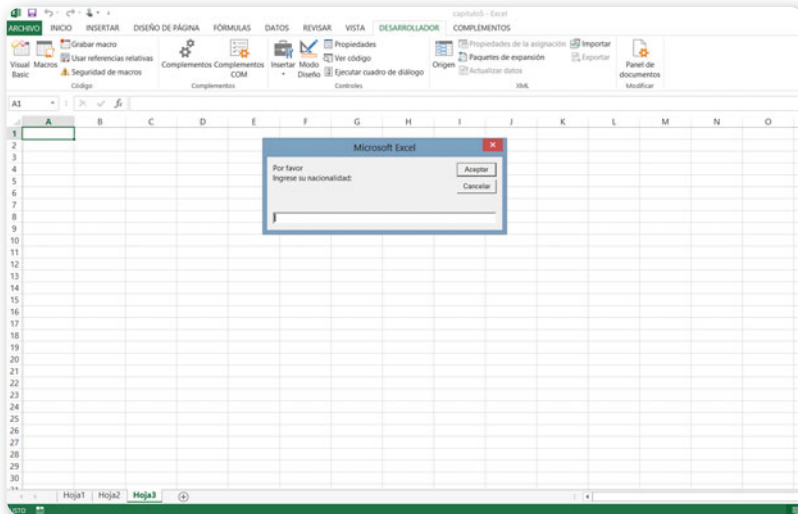 capitulo5 - Excel
ARCHIVO INICIO INSERTAR DISEÑO DE PÁGINA FÓRMULAS DATOS REVISAR VISTA DESARROLLADOR COMPLEMENTOS
Visual Basic
Macros
Grabar macro
Usar referencias relativas
Seguridad de macros
Código
Complementos
Complementos COM
Complementos
Insertar
Modo Diseño
Propiedades
Ver código
Ejecutar cuadro de diálogo
Controles
Origen
Propiedades de la asignación
Paquetes de expansión
Actualizar datos
Importar
Exportar
XML
Panel de documentos
Modificar
A1 fx
A B C D E F G H I J K L M N O
1
2
Microsoft Excel
3
4
Por favor
Ingrese su nacionalidad:
Aceptar
Cancelar
5
6
7
8
9
10
11
12
13
14
15
16
17
18
19
20
21
22
23
24
25
26
27
28
29
30
Hoja1 Hoja2 Hoja3